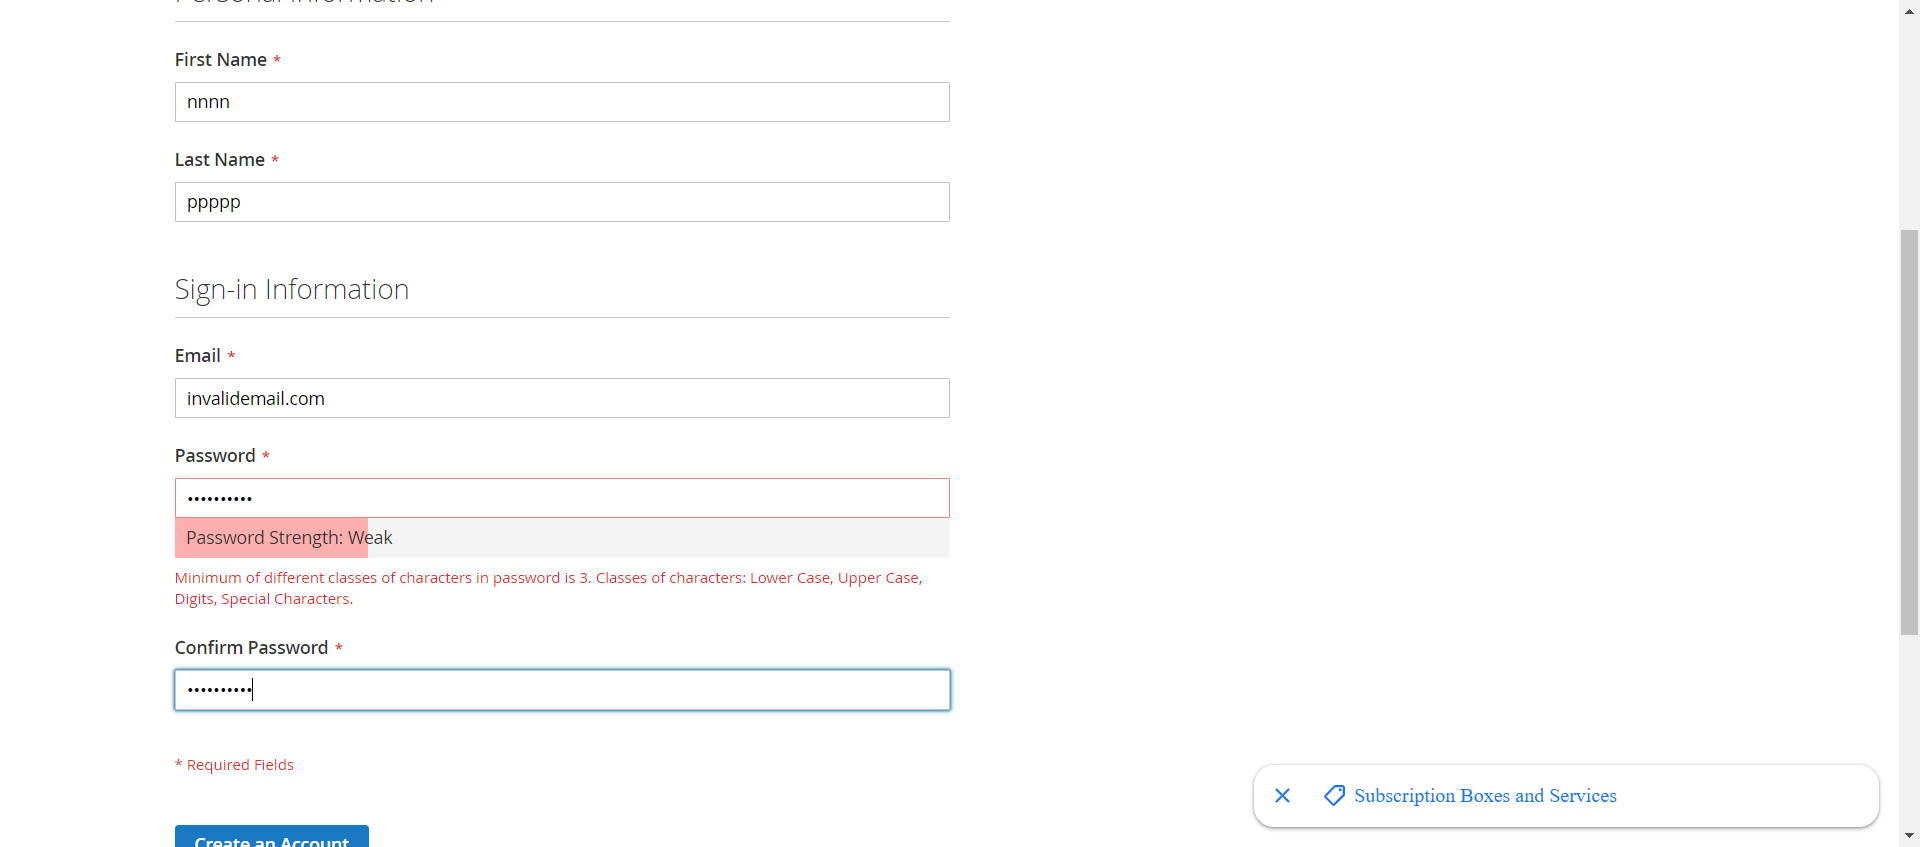 Personal Information
First Name *
nnnn
Last Name *
ppppp
Sign-in Information
Email *
invalidemail.com
Password *
••••••••••
Password Strength: Weak
Minimum of different classes of characters in password is 3. Classes of characters: Lower Case, Upper Case,
Digits, Special Characters.
Confirm Password *
••••••••••
* Required Fields
Create an Account
Subscription Boxes and Services